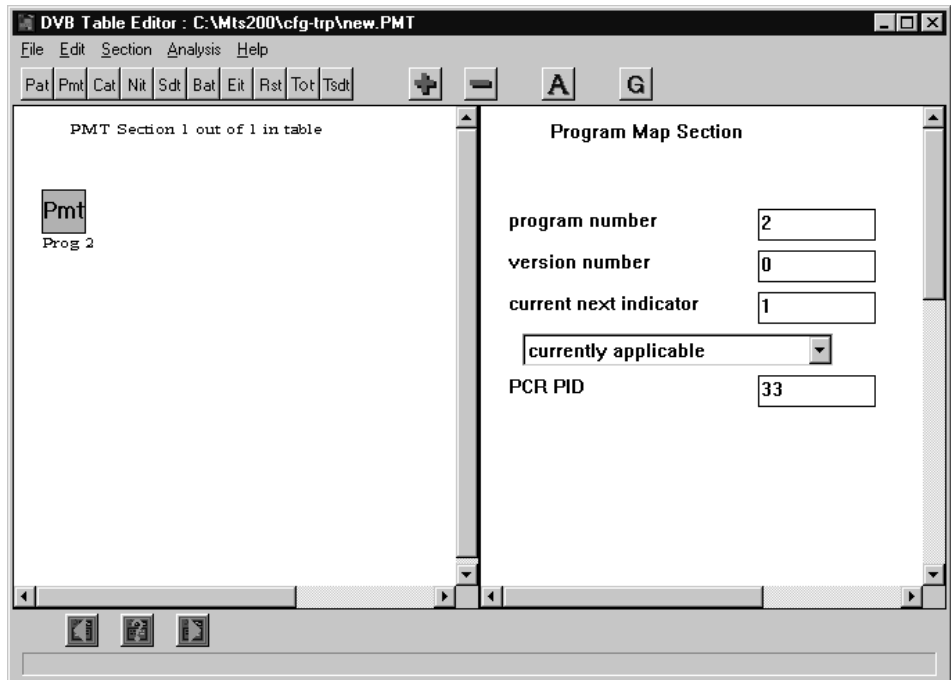 DVB Table Editor : C:\Mts200\cfg-trp\new.PMT
File Edit Section Analysis Help
Pat Pmt Cat Nit Sdt Bat Eit Rst Tot Tsdt A G
PMT Section 1 out of 1 in table
Pmt
Prog 2
Program Map Section
program number 2
version number 0
current next indicator 1
currently applicable
PCR PID 33